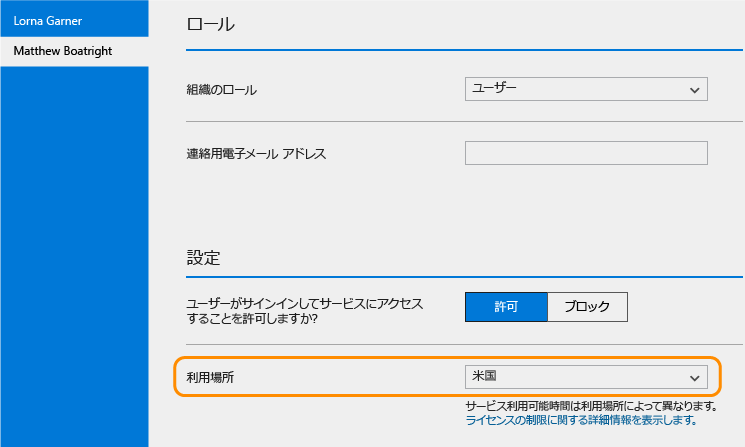 Lorna Garner
Matthew Boatright
ロール
組織のロール
ユーザー
連絡用電子メール アドレス
設定
ユーザーがサインインしてサービスにアクセス
することを許可しますか?
許可
ブロック
利用場所
米国
サービス利用可能時間は利用場所によって異なります。
ライセンスの制限に関する詳細情報を表示します。